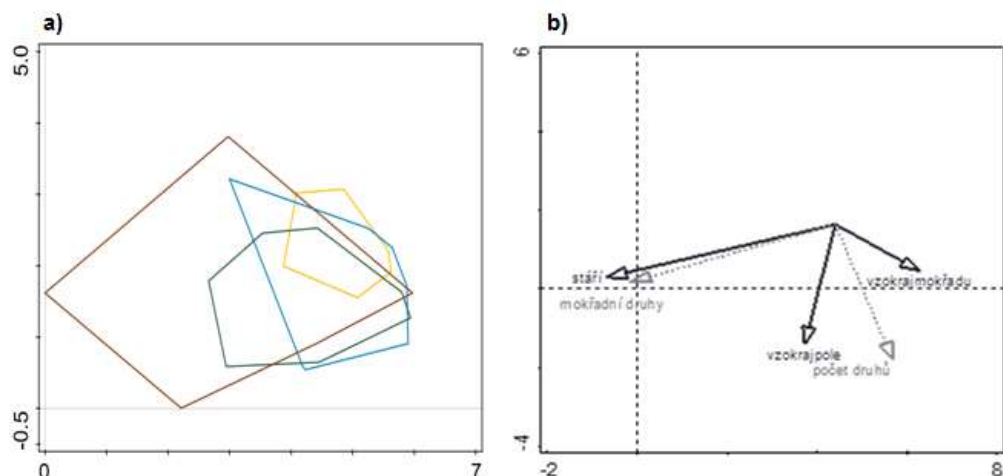 a)
5.0
-0.5
0
7
b)
6
-4
-2
8
stáří
mokřadní druhy
vzokrajmokřadu
vzokrajpole
počet druhů